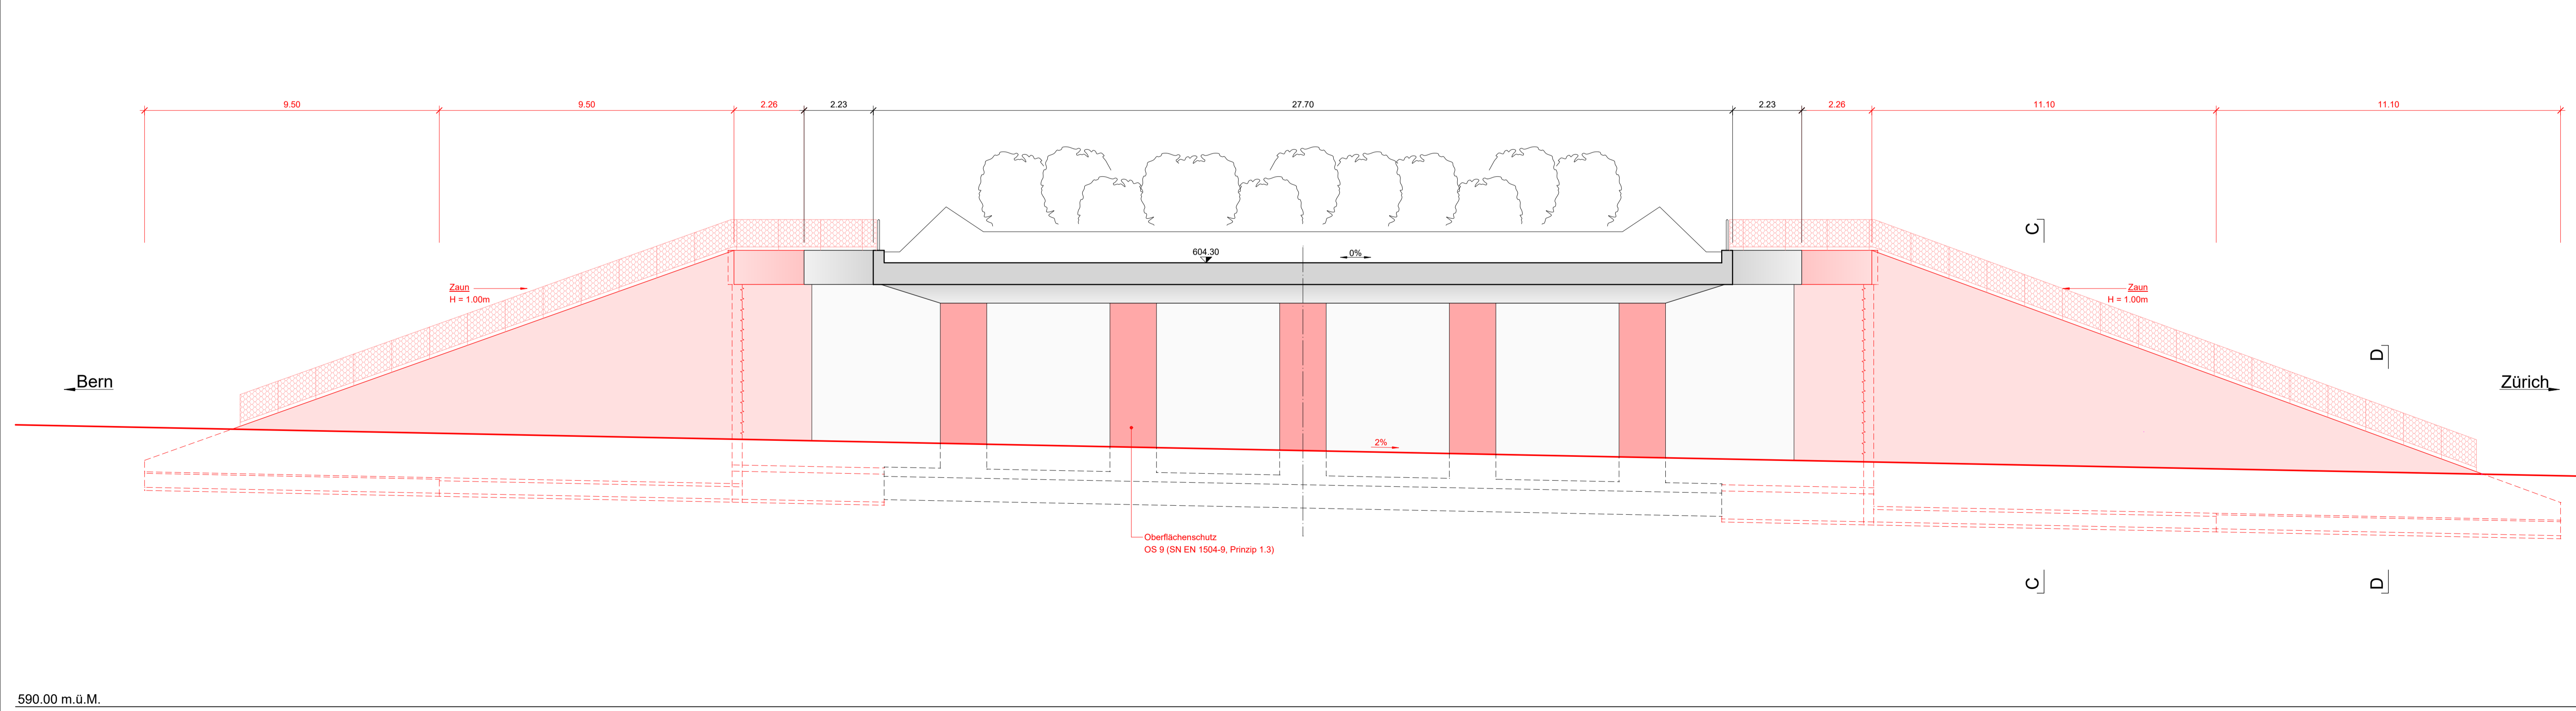 9.50
9.50
2.26
2.23
27.70
2.23
2.26
11.10
11.10
C
604.30
0%
Zaun
H = 1.00m
Zaun
H = 1.00m
D
Bern
Zürich
2%
Oberflächenschutz
OS 9 (SN EN 1504-9, Prinzip 1.3)
C
D
590.00 m.ü.M.